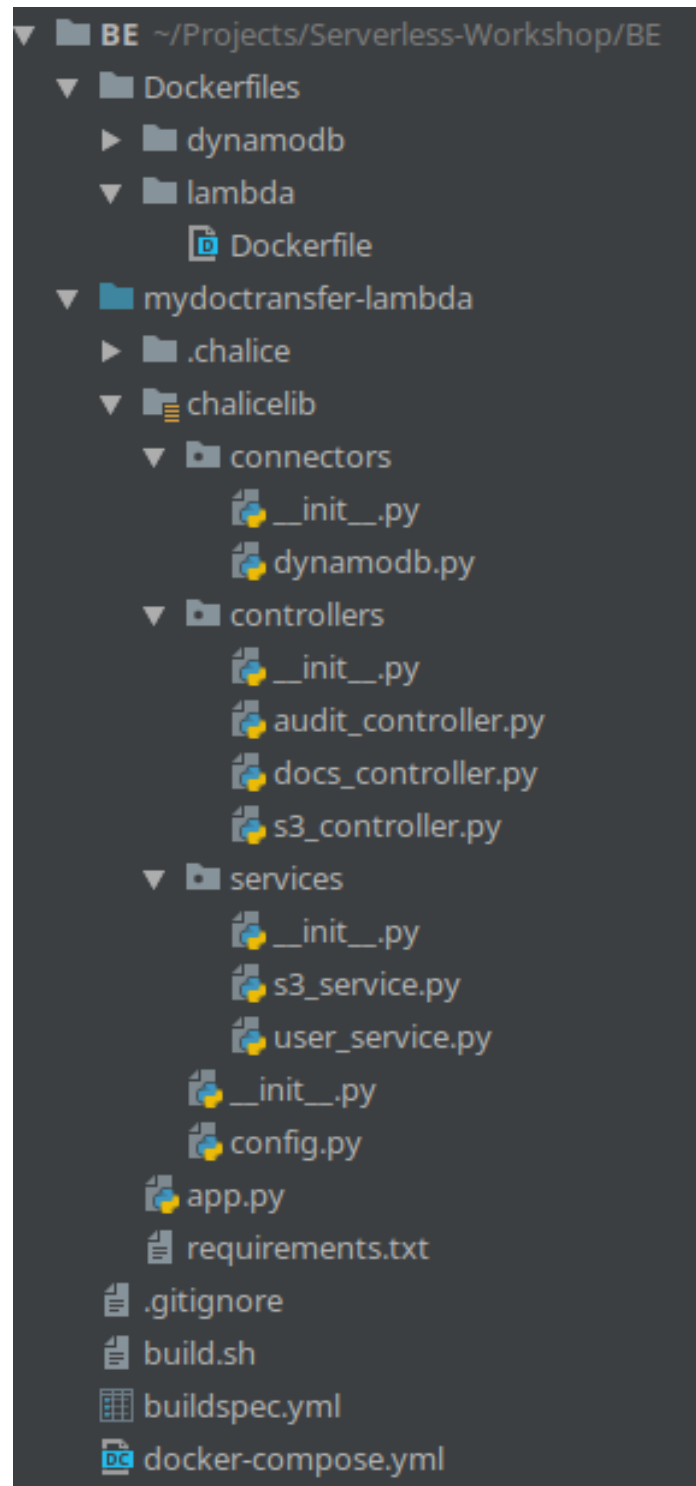 BE ~/Projects/Serverless-Workshop/BE
Dockerfiles
dynamodb
lambda
Dockerfile
mydoctransfer-lambda
.chalice
chalicelib
connectors
__init__.py
dynamodb.py
controllers
__init__.py
audit_controller.py
docs_controller.py
s3_controller.py
services
__init__.py
s3_service.py
user_service.py
__init__.py
config.py
app.py
requirements.txt
.gitignore
build.sh
buildspec.yml
docker-compose.yml